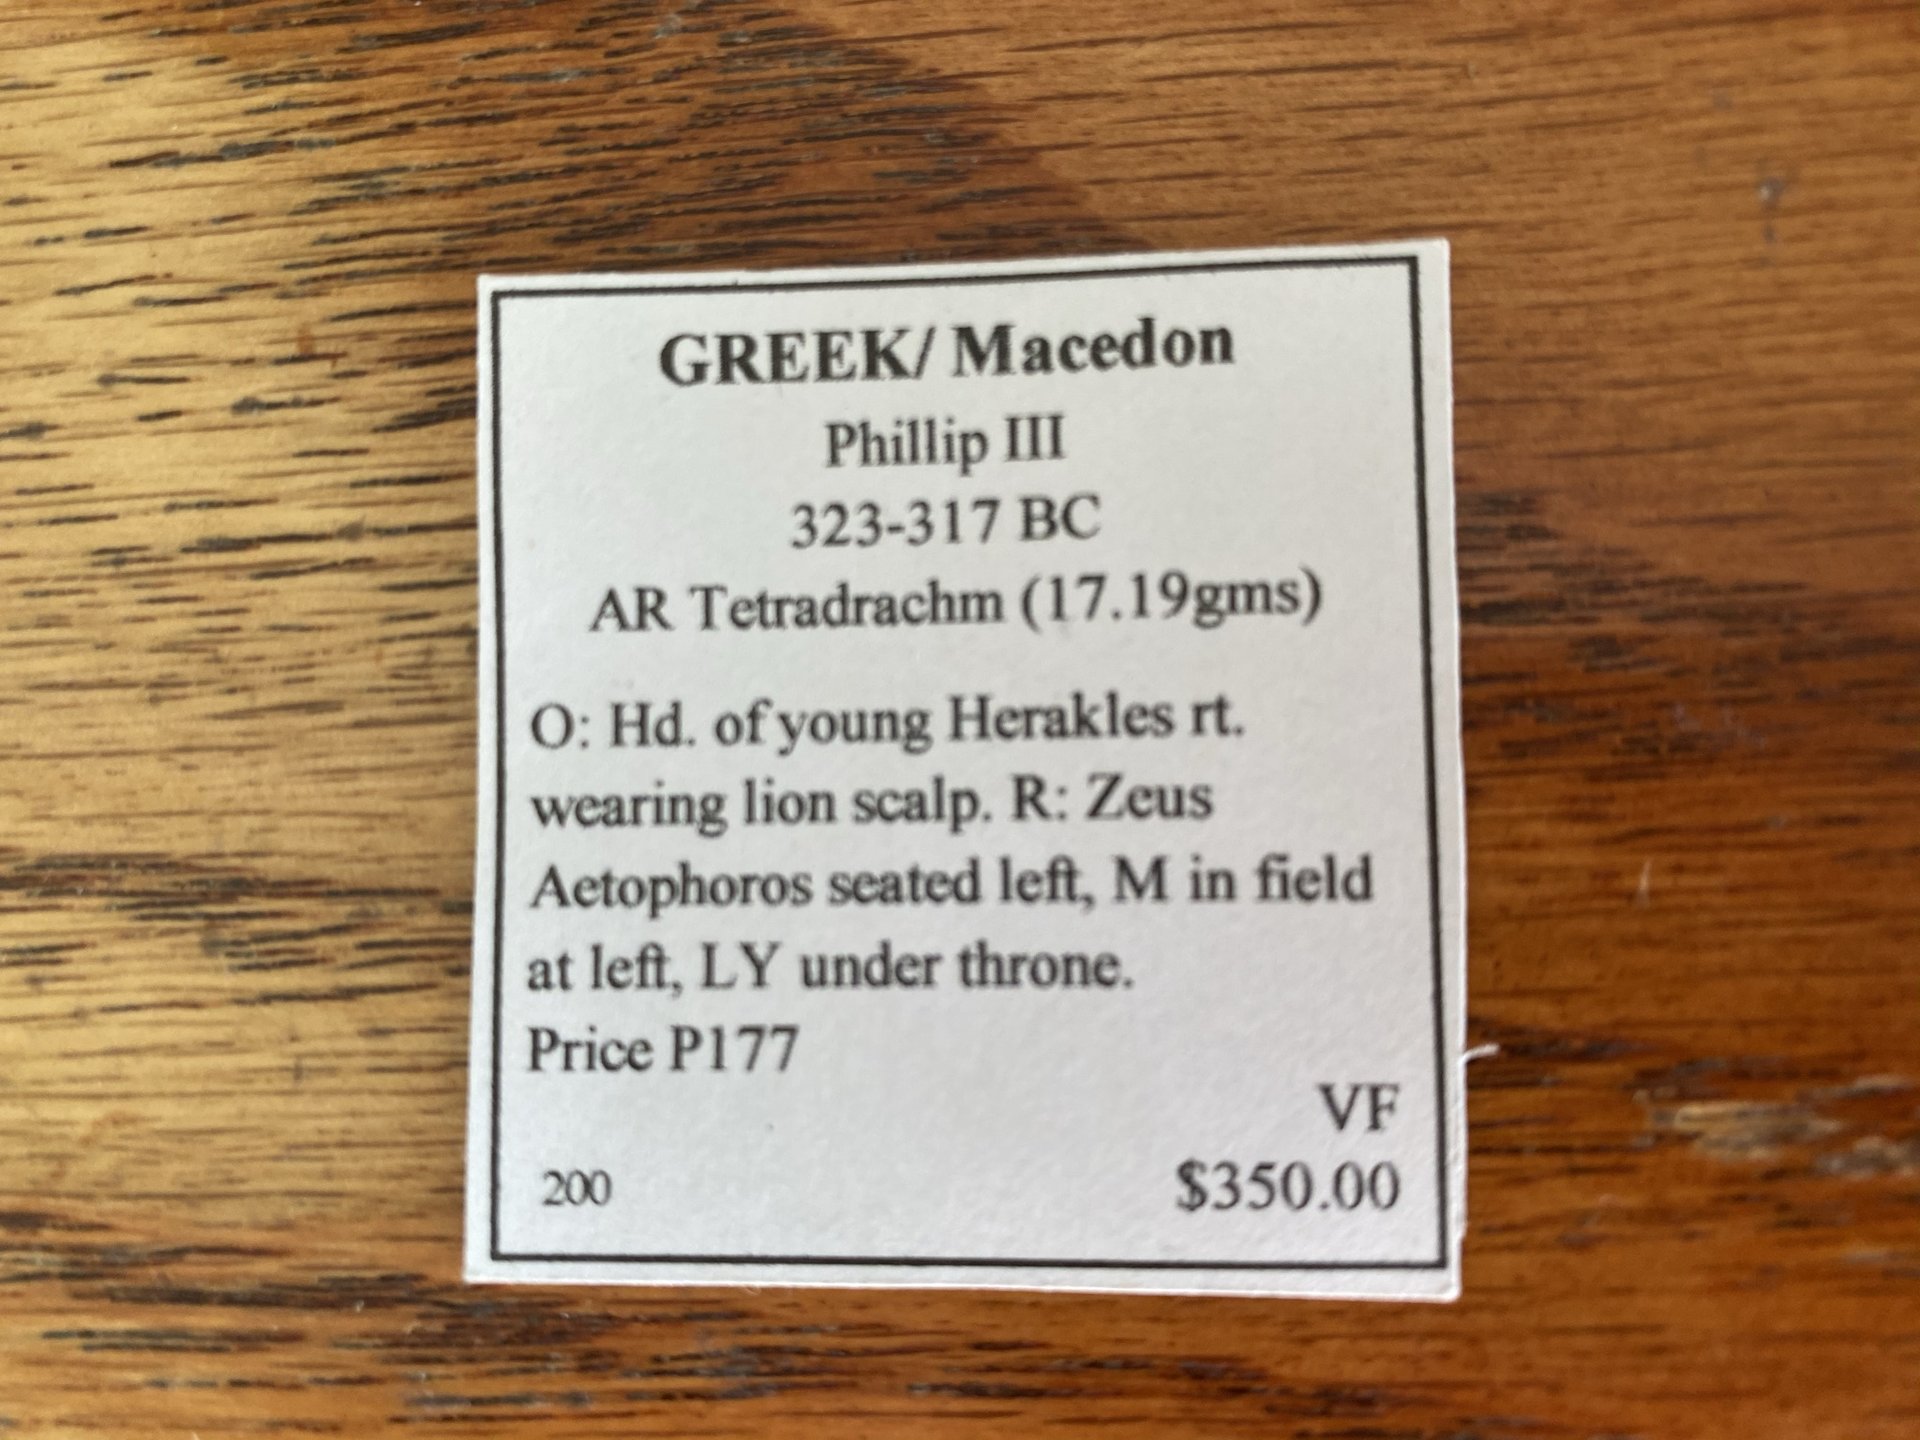 GREEK/ Macedon
Phillip III
323-317 BC
AR Tetradrachm (17.19gms)
O: Hd. of young Herakles rt.
wearing lion scalp. R: Zeus
Aetophoros seated left, M in field
at left, LY under throne.
Price P177
VF
200 $350.00